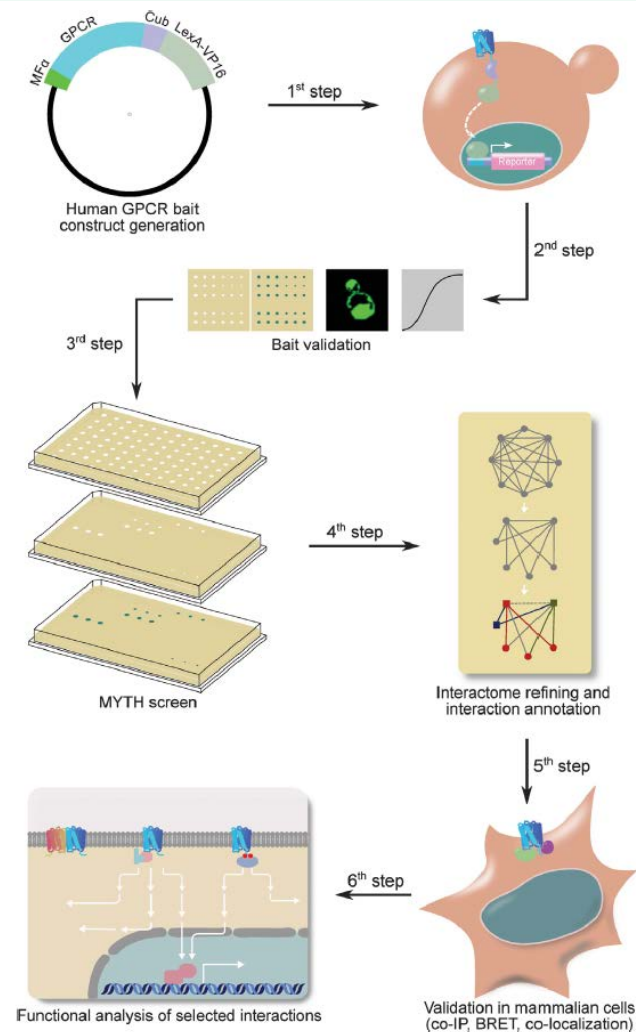 MFα
GPCR
Cub
LexA-VP16
Human GPCR bait
construct generation
1st step
Reporter
2nd step
Bait validation
3rd step
MYTH screen
4th step
Interactome refining and
interaction annotation
5th step
Validation in mammalian cells
(co-IP, BRET, co-localization)
6th step
Functional analysis of selected interactions